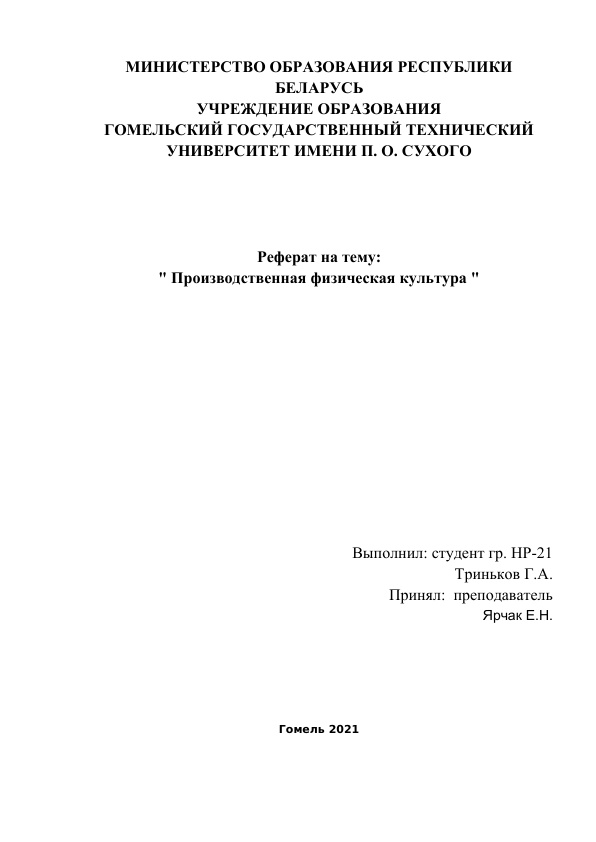 МИНИСТЕРСТВО ОБРАЗОВАНИЯ РЕСПУБЛИКИ
БЕЛАРУСЬ
УЧРЕЖДЕНИЕ ОБРАЗОВАНИЯ
ГОМЕЛЬСКИЙ ГОСУДАРСТВЕННЫЙ ТЕХНИЧЕСКИЙ
УНИВЕРСИТЕТ ИМЕНИ П. О. СУХОГО
Реферат на тему:
" Производственная физическая культура "
Выполнил: студент гр. НР-21
Триньков Г.А.
Принял:  преподаватель
Ярчак Е.Н.
Гомель 2021